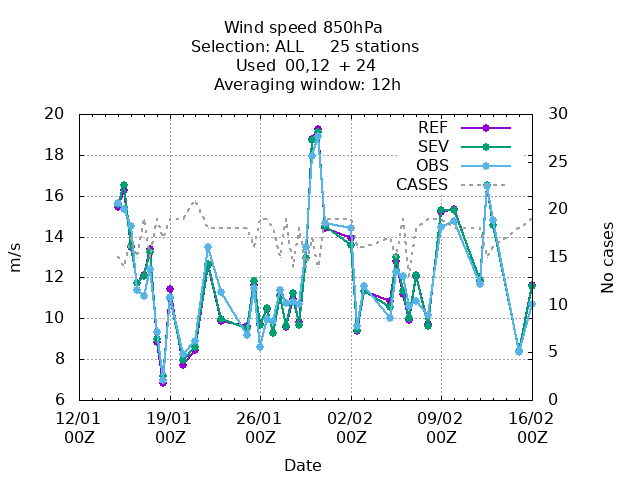 Wind speed 850hPa
Selection: ALL 25 stations
Used 00,12 + 24
Averaging window: 12h
20 30
REF
18 25
SEV
OBS
16 CASES 20
14 15
m/s
No cases
12 10
10
8 5
6 0
12/01 19/01 26/01 02/02 09/02 16/02
00Z 00Z 00Z 00Z 00Z 00Z
Date